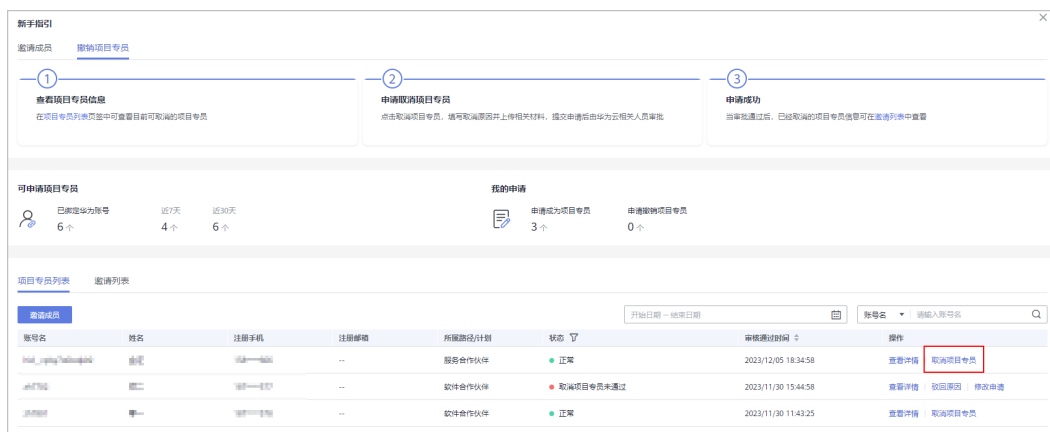 新手指引
邀请成员 撤销项目专员
1 2 3
查看项目专员信息 申请取消项目专员 申请成功
在项目专员列表页签中可查看目前可取消的项目专员 点击取消项目专员，填写取消原因并上传相关材料，提交申请后由华为云相关人员审批 当审批通过后，已经取消的项目专员信息可在邀请列表中查看
可申请项目专员 我的申请
已绑定华为账号 近7天 近30天 申请成为项目专员 申请撤销项目专员
6个 4个 6个 3个 0个
项目专员列表 邀请列表
邀请成员 开始日期 – 结束日期 账号名 请输入账号名
账号名 姓名 注册手机 注册邮箱 所属路径/计划 状态 审核通过时间 操作
-- 服务合作伙伴 正常 2023/12/05 18:34:58 查看详情 取消项目专员
-- 软件合作伙伴 取消项目专员未通过 2023/11/30 15:44:58 查看详情 驳回原因 修改申请
-- 软件合作伙伴 正常 2023/11/30 11:43:25 查看详情 取消项目专员